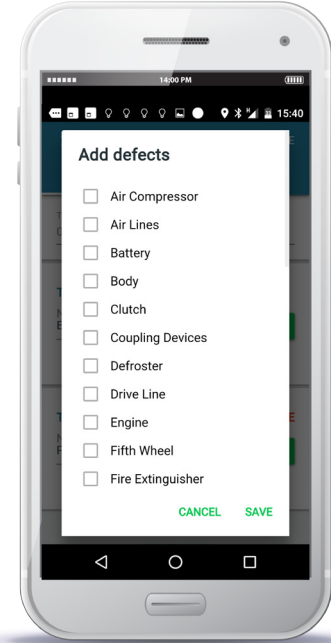 14:00 PM
15:40
Add defects
Air Compressor
Air Lines
Battery
Body
Clutch
Coupling Devices
Defroster
Drive Line
Engine
Fifth Wheel
Fire Extinguisher
CANCEL SAVE